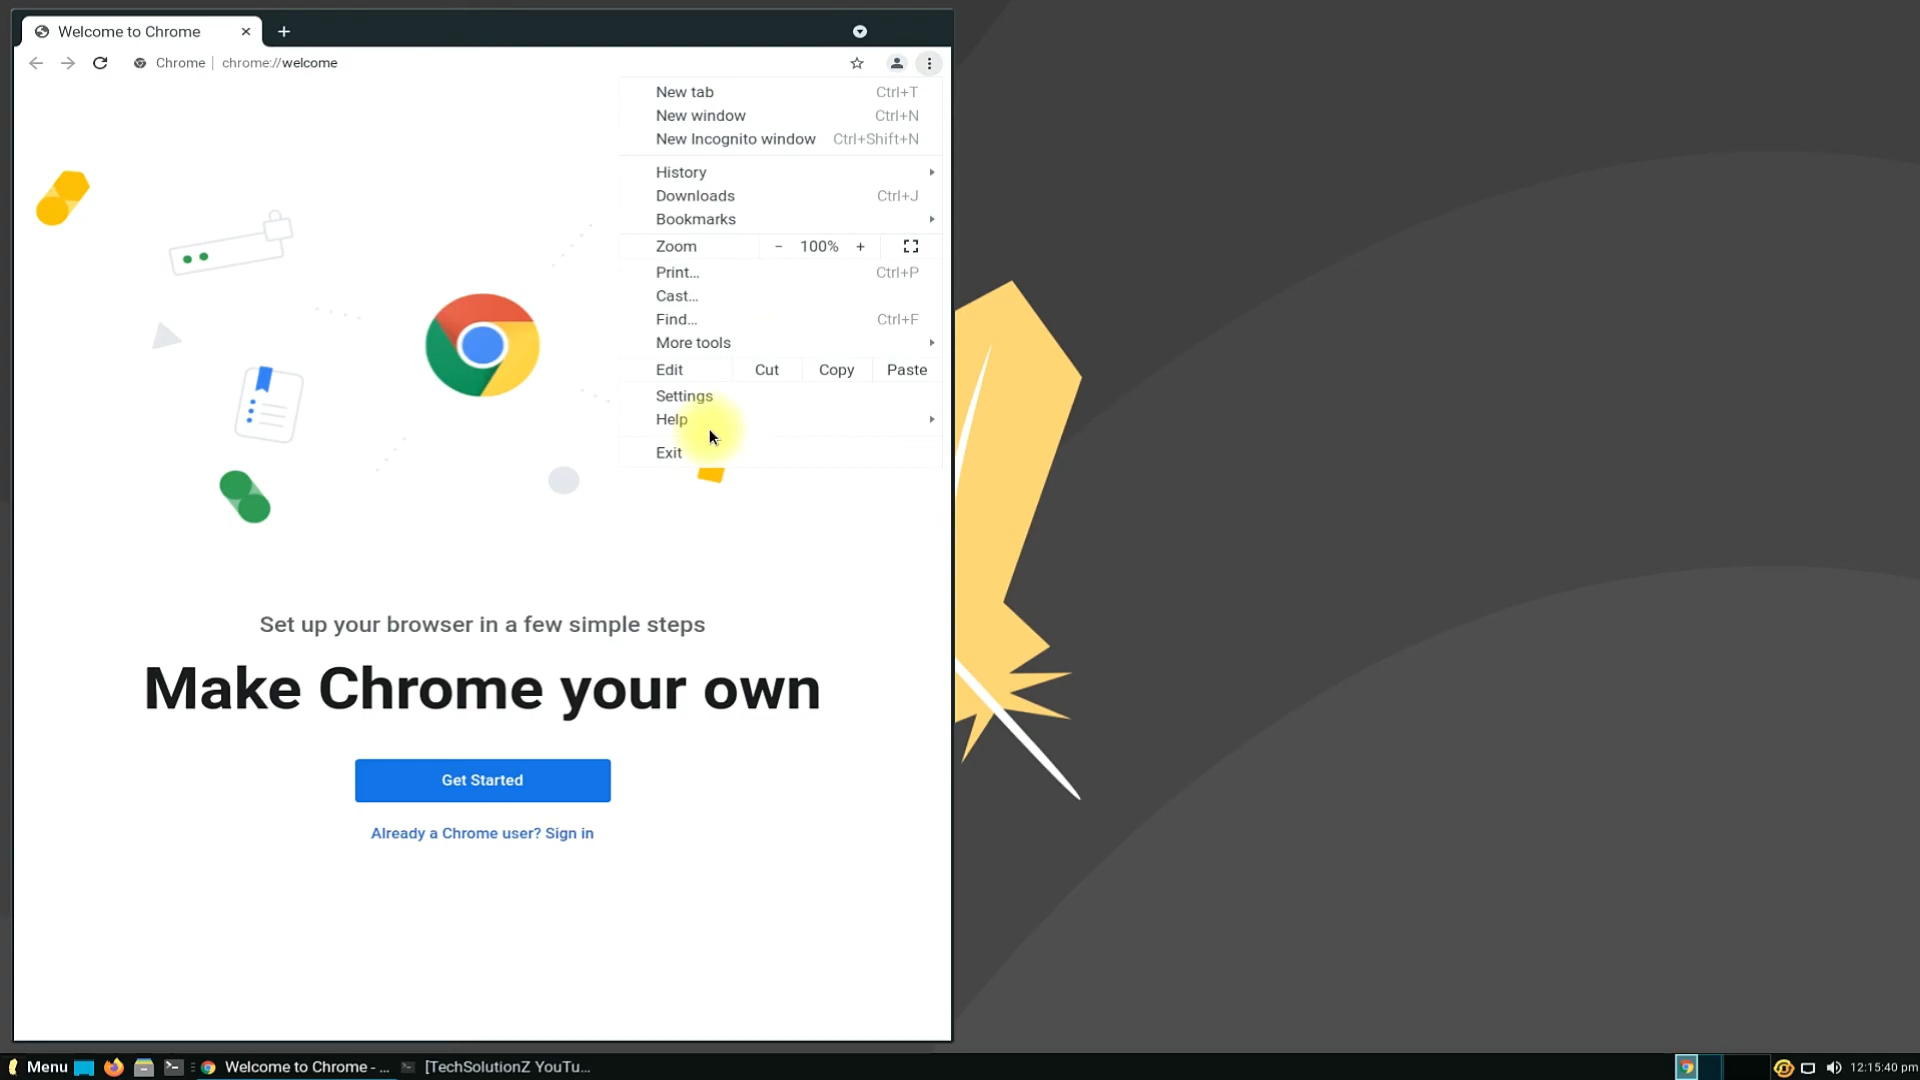 Welcome to Chrome
Chrome | chrome://welcome
New tab Ctrl+T
New window Ctrl+N
New Incognito window Ctrl+Shift+N
History
Downloads Ctrl+J
Bookmarks
Zoom - 100% +
Print... Ctrl+P
Cast...
Find... Ctrl+F
More tools
Edit Cut Copy Paste
Settings
Help
Exit
Set up your browser in a few simple steps
Make Chrome your own
Get Started
Already a Chrome user? Sign in
Menu Welcome to Chrome - ... [TechSolutionZ YouTu... 12:15:40 pm